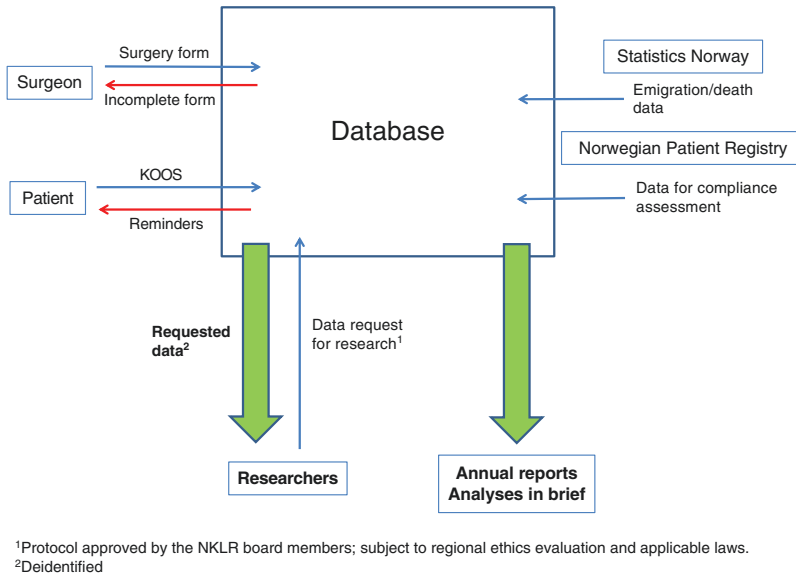 Surgery form
Surgeon
Incomplete form
KOOS
Patient
Reminders
Database
Statistics Norway
Emigration/death
data
Norwegian Patient Registry
Data for compliance
assessment
Requested
data²
Data request
for research¹
Researchers
Annual reports
Analyses in brief
¹Protocol approved by the NKLR board members; subject to regional ethics evaluation and applicable laws.
²Deidentified